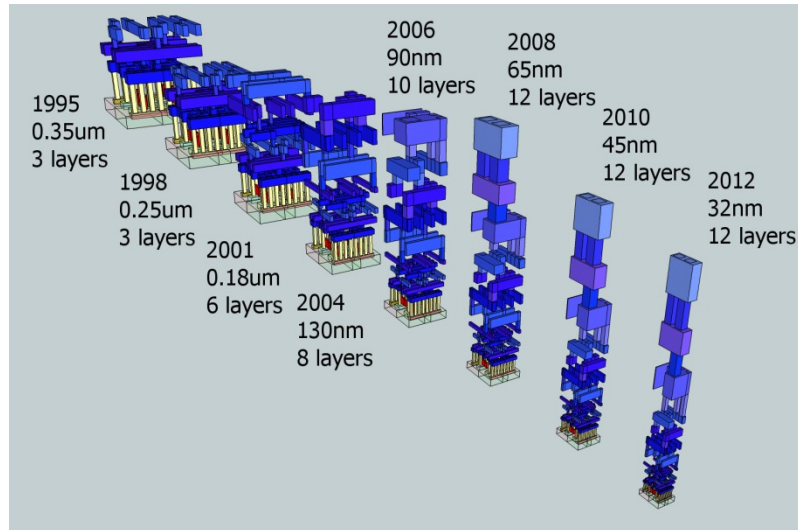 1995
0.35um
3 layers
1998
0.25um
3 layers
2001
0.18um
6 layers
2004
130nm
8 layers
2006
90nm
10 layers
2008
65nm
12 layers
2010
45nm
12 layers
2012
32nm
12 layers